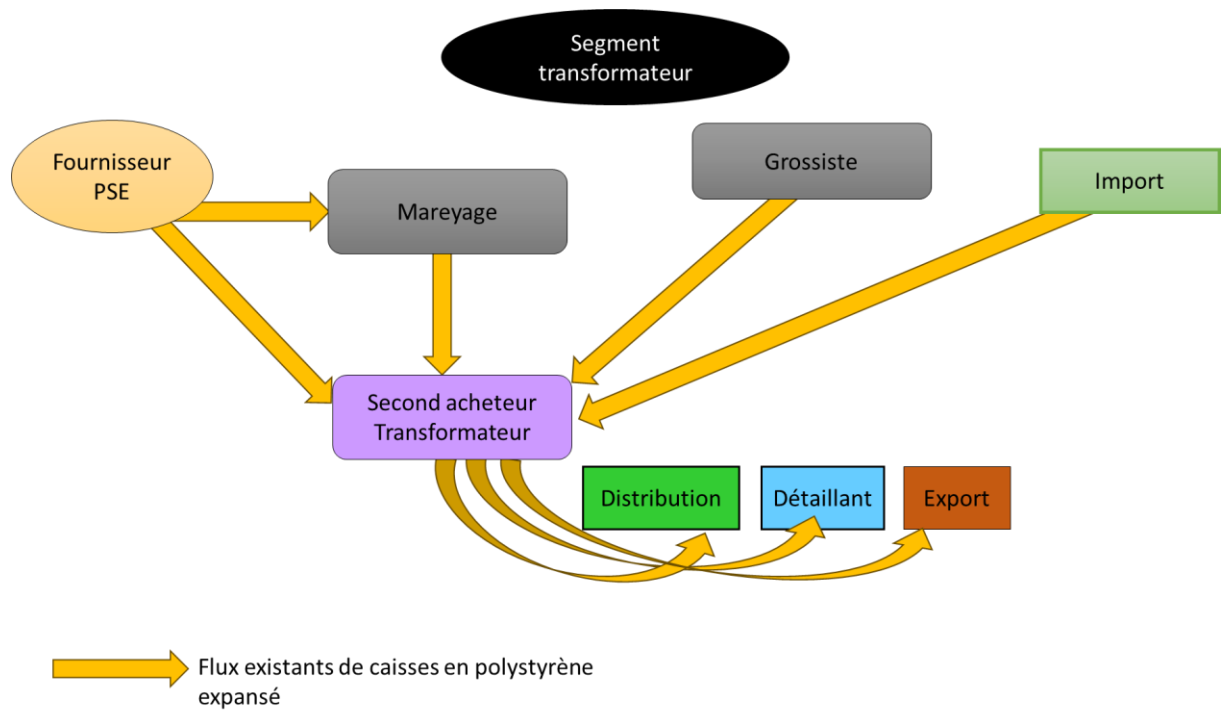 Segment
transformateur
Fournisseur
PSE
Mareyage
Grossiste
Import
Second acheteur
Transformateur
Distribution
Détaillant
Export
Flux existants de caisses en polystyrène
expansé